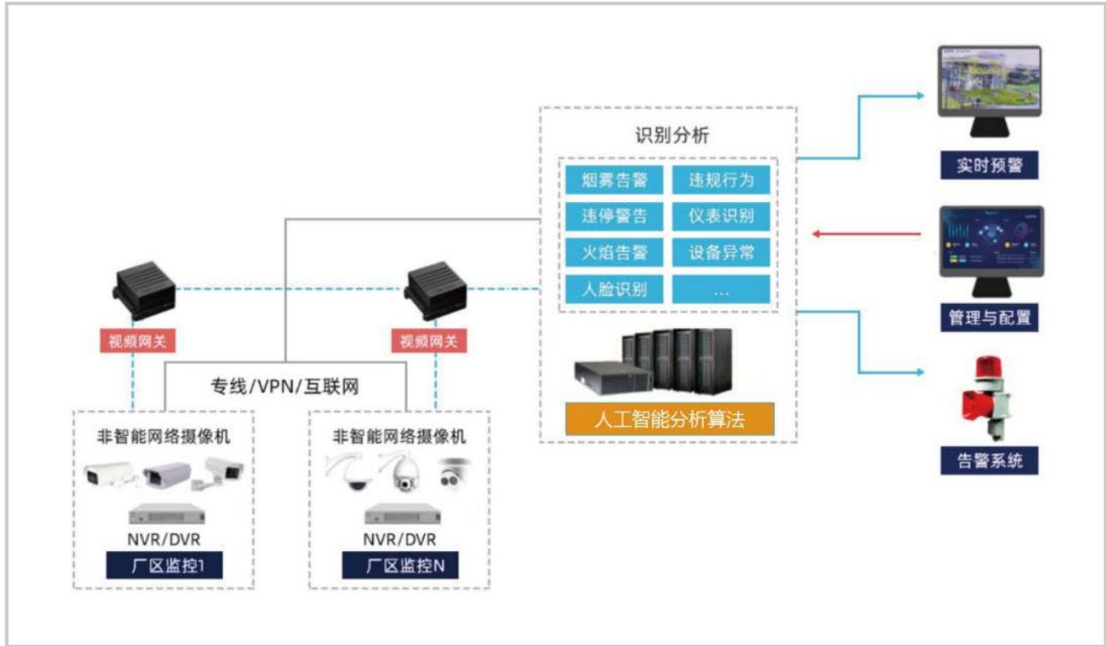 识别分析
烟雾告警
违规行为
违停警告
仪表识别
火焰告警
设备异常
人脸识别
...
人工智能分析算法
实时预警
管理与配置
告警系统
视频网关
视频网关
专线/VPN/互联网
非智能网络摄像机
NVR/DVR
厂区监控1
非智能网络摄像机
NVR/DVR
厂区监控N